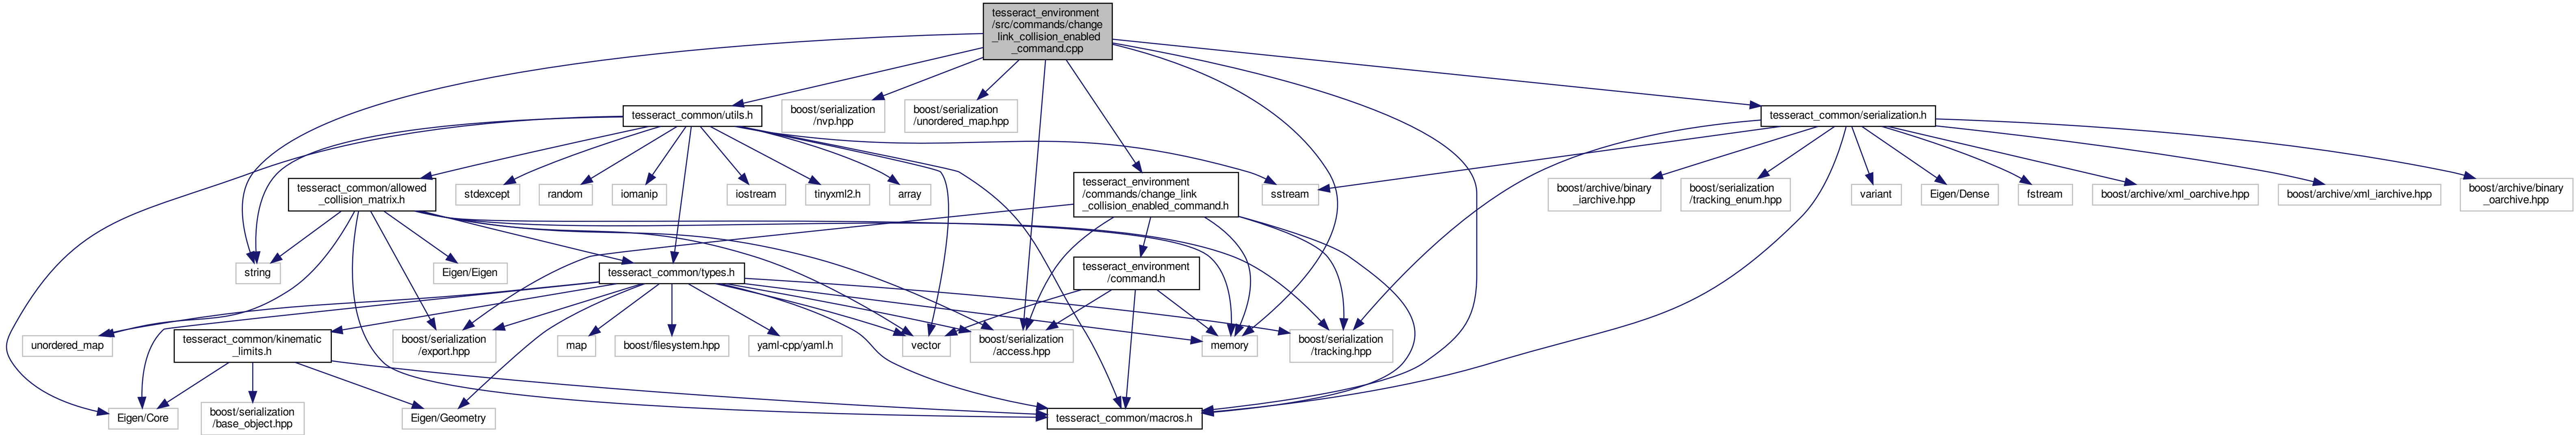 tesseract_environment
/src/commands/change
_link_collision_enabled
_command.cpp
tesseract_common/utils.h
boost/serialization
/nvp.hpp
boost/serialization
/unordered_map.hpp
tesseract_common/serialization.h
tesseract_common/allowed
_collision_matrix.h
stdexcept
random
iomanip
iostream
tinyxml2.h
array
tesseract_environment
/commands/change_link
_collision_enabled_command.h
sstream
boost/archive/binary
_iarchive.hpp
boost/serialization
/tracking_enum.hpp
variant
Eigen/Dense
fstream
boost/archive/xml_oarchive.hpp
boost/archive/xml_iarchive.hpp
boost/archive/binary
_oarchive.hpp
string
Eigen/Eigen
tesseract_common/types.h
tesseract_environment
/command.h
unordered_map
tesseract_common/kinematic
_limits.h
boost/serialization
/export.hpp
map
boost/filesystem.hpp
yaml-cpp/yaml.h
vector
boost/serialization
/access.hpp
memory
boost/serialization
/tracking.hpp
Eigen/Core
boost/serialization
/base_object.hpp
Eigen/Geometry
tesseract_common/macros.h